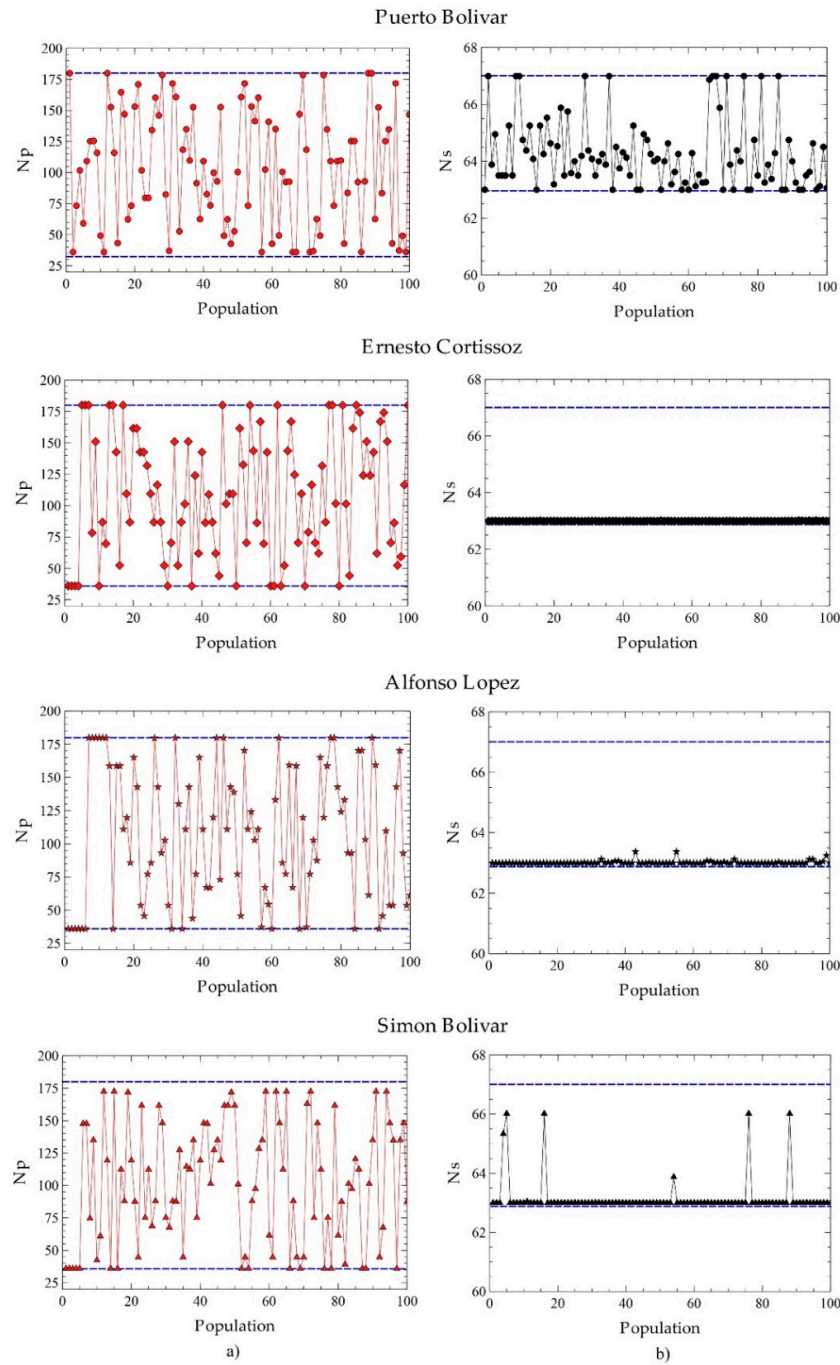 Puerto Bolivar
200
175
150
125
100
75
50
25
Np
0 20 40 60 80 100
Population
68
66
64
62
60
Ns
0 20 40 60 80 100
Population
Ernesto Cortissoz
200
175
150
125
100
75
50
25
Np
0 20 40 60 80 100
Population
68
66
64
62
60
Ns
0 20 40 60 80 100
Population
Alfonso Lopez
200
175
150
125
100
75
50
25
Np
0 20 40 60 80 100
Population
68
66
64
62
60
Ns
0 20 40 60 80 100
Population
Simon Bolivar
200
175
150
125
100
75
50
25
Np
0 20 40 60 80 100
Population
68
66
64
62
60
Ns
0 20 40 60 80 100
Population
a)
b)